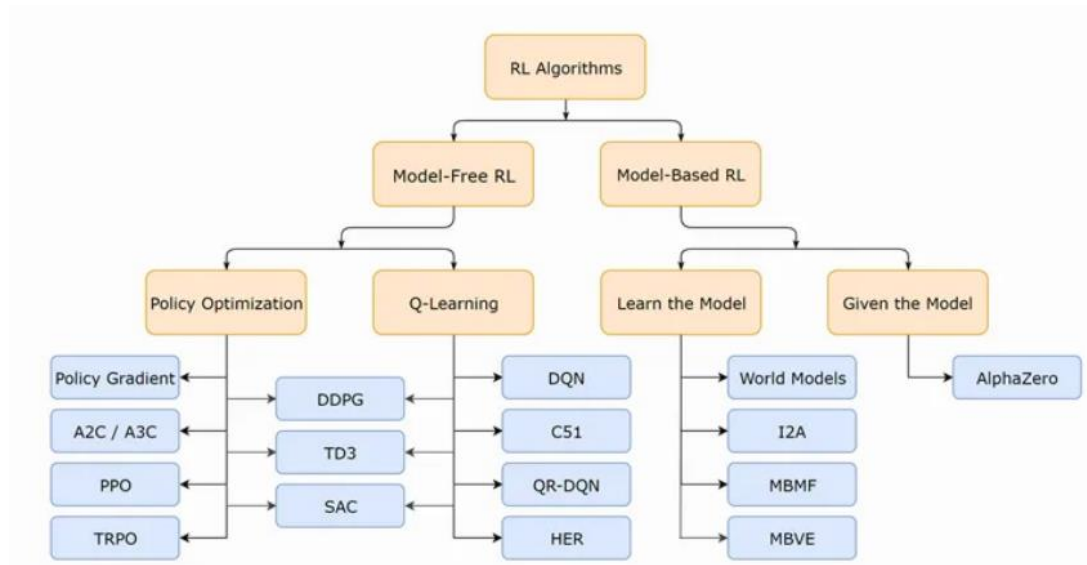 RL Algorithms
Model-Free RL
Model-Based RL
Policy Optimization
Q-Learning
Learn the Model
Given the Model
Policy Gradient
DDPG
DQN
World Models
AlphaZero
A2C / A3C
TD3
C51
I2A
PPO
SAC
QR-DQN
MBMF
TRPO
HER
MBVE